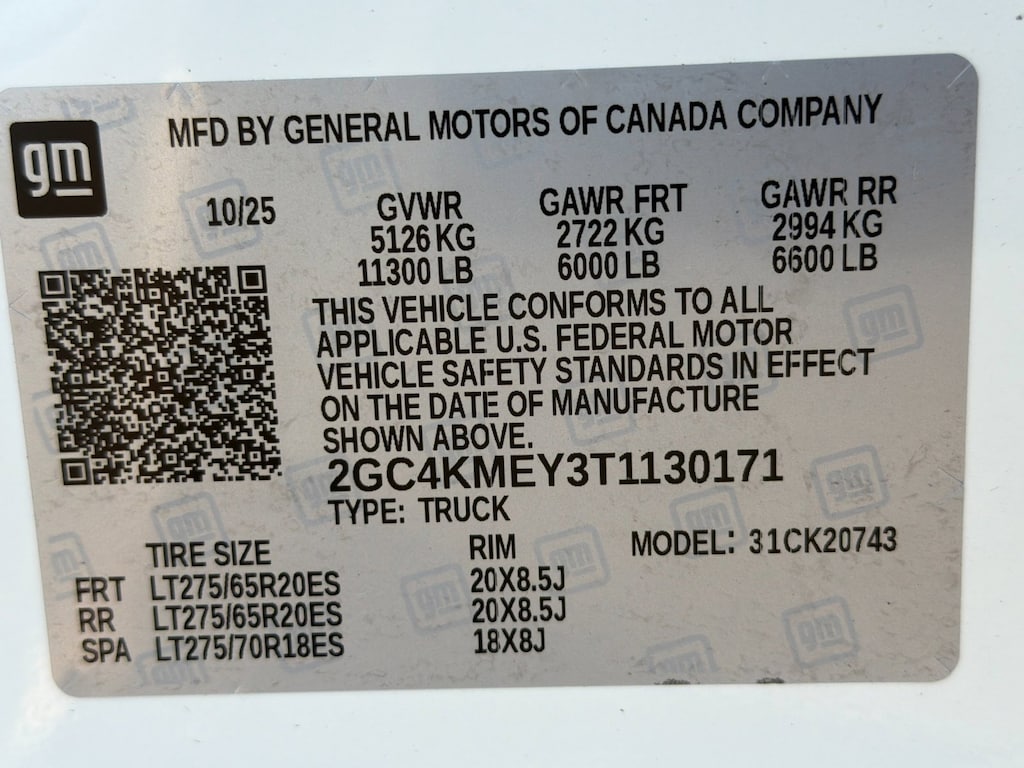 gm
MFD BY GENERAL MOTORS OF CANADA COMPANY
10/25 GVWR GAWR FRT GAWR RR
5126 KG 2722 KG 2994 KG
11300 LB 6000 LB 6600 LB
THIS VEHICLE CONFORMS TO ALL
APPLICABLE U.S. FEDERAL MOTOR
VEHICLE SAFETY STANDARDS IN EFFECT
ON THE DATE OF MANUFACTURE
SHOWN ABOVE.
2GC4KMEY3T1130171
TYPE: TRUCK
TIRE SIZE RIM MODEL: 31CK20743
FRT LT275/65R20ES 20X8.5J
RR LT275/65R20ES 20X8.5J
SPA LT275/70R18ES 18X8J